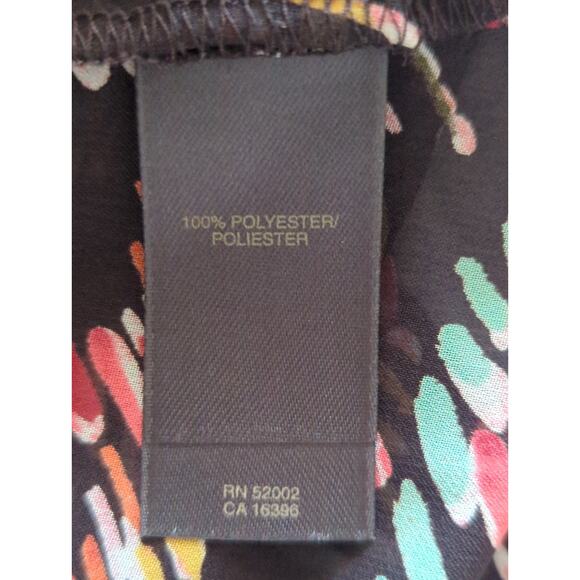 100% POLYESTER/
POLIESTER
RN 52002
CA 16396